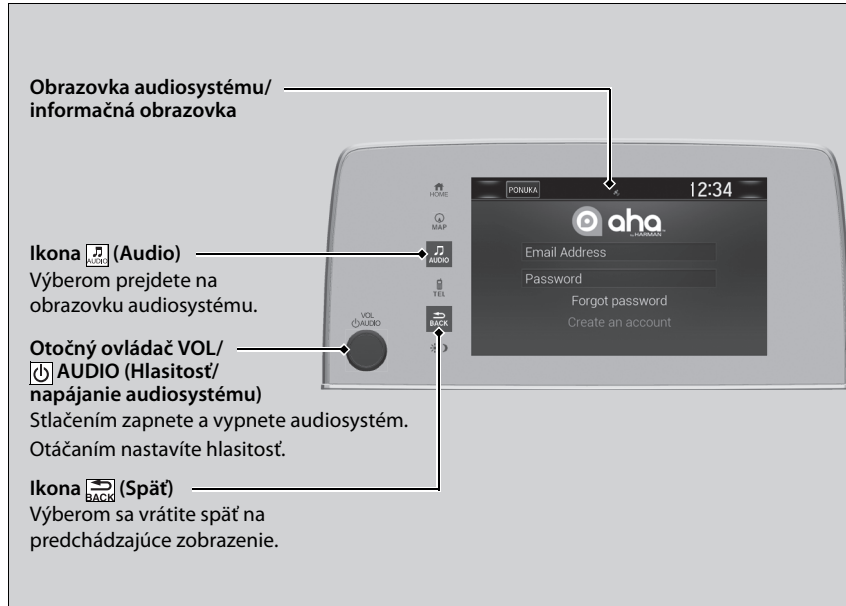 Obrazovka audiosystému/
informačná obrazovka
HOME
MAP
AUDIO
TEL
BACK
VOL
AUDIO
PONUKA
12:34
aha
by HARMAN
Email Address
Password
Forgot password
Create an account
Ikona AUDIO (Audio)
Výberom prejdete na
obrazovku audiosystému.
Otočný ovládač VOL/
AUDIO (Hlasitosť/
napájanie audiosystému)
Stlačením zapnete a vypnete audiosystém.
Otáčaním nastavíte hlasitosť.
Ikona BACK (Späť)
Výberom sa vrátite späť na
predchádzajúce zobrazenie.